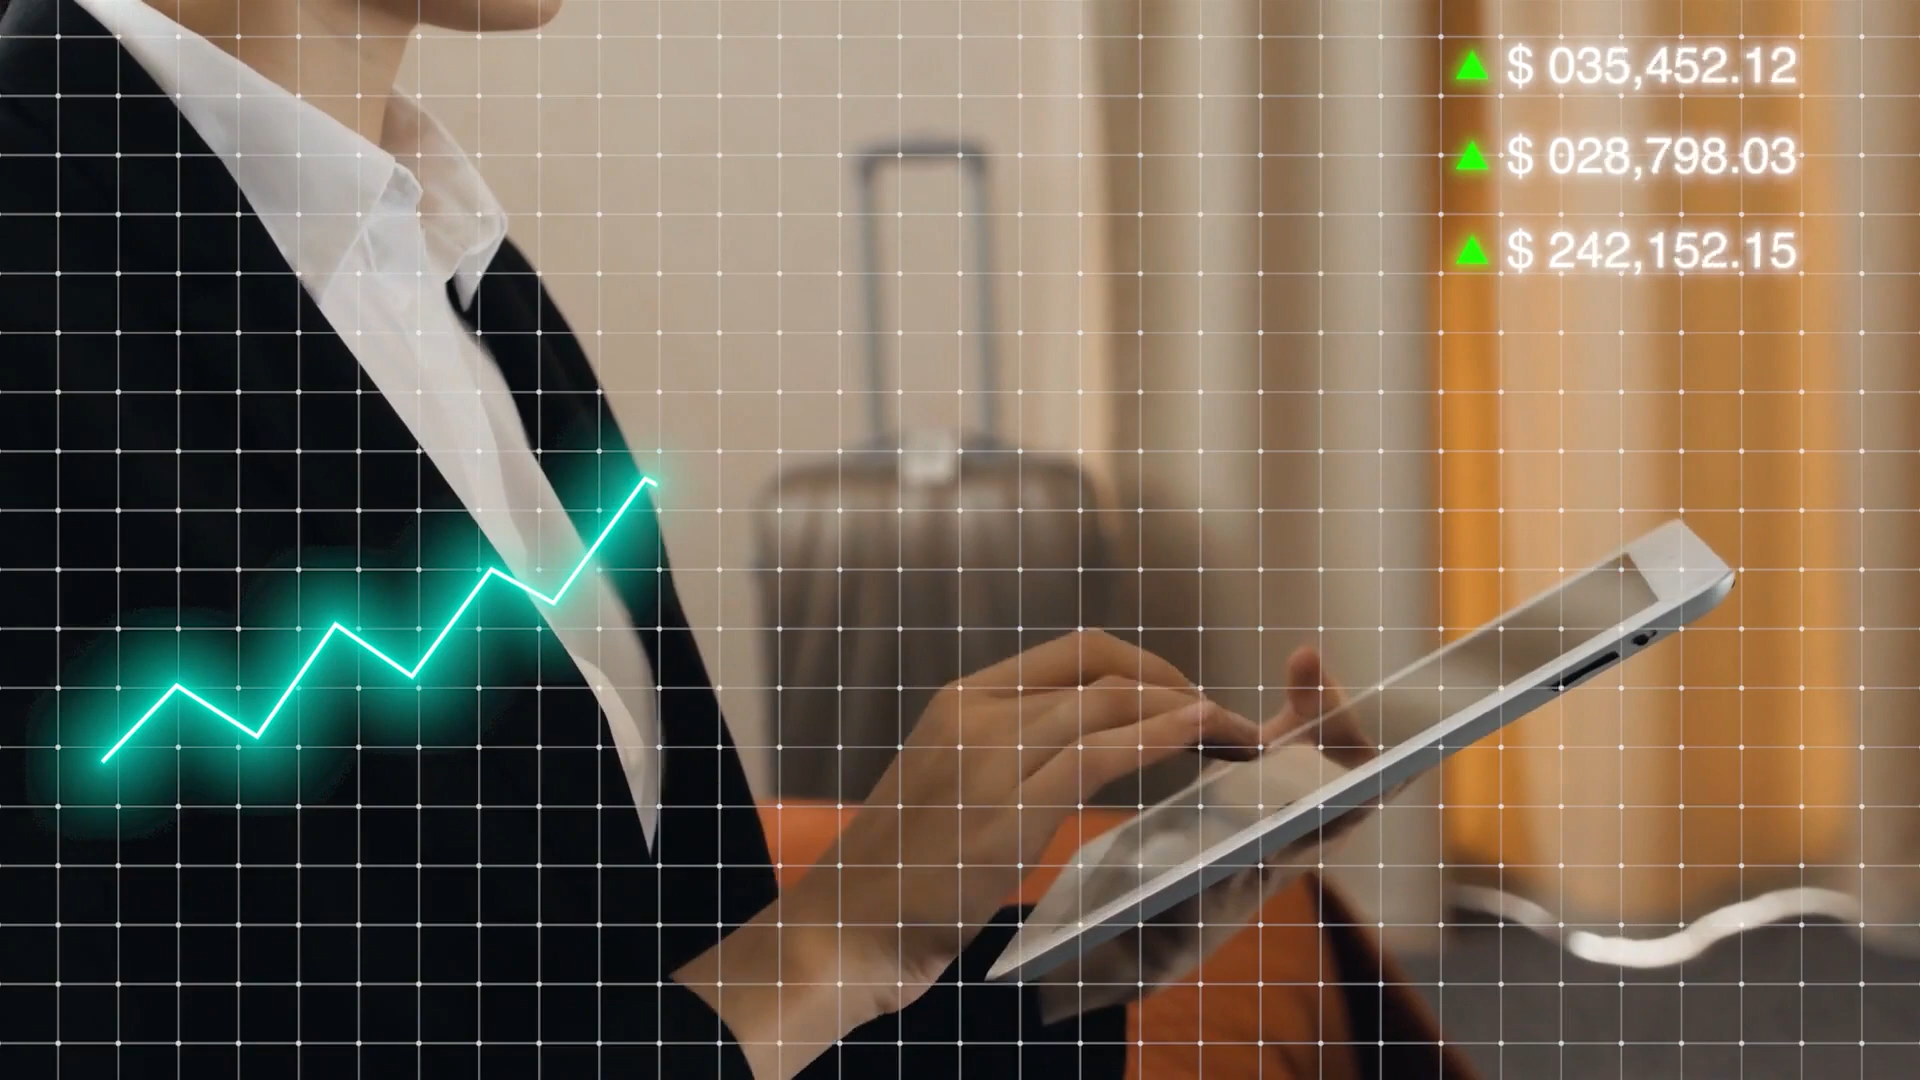 ▲ $ 035,452.12
▲ $ 028,798.03
▲ $ 242,152.15